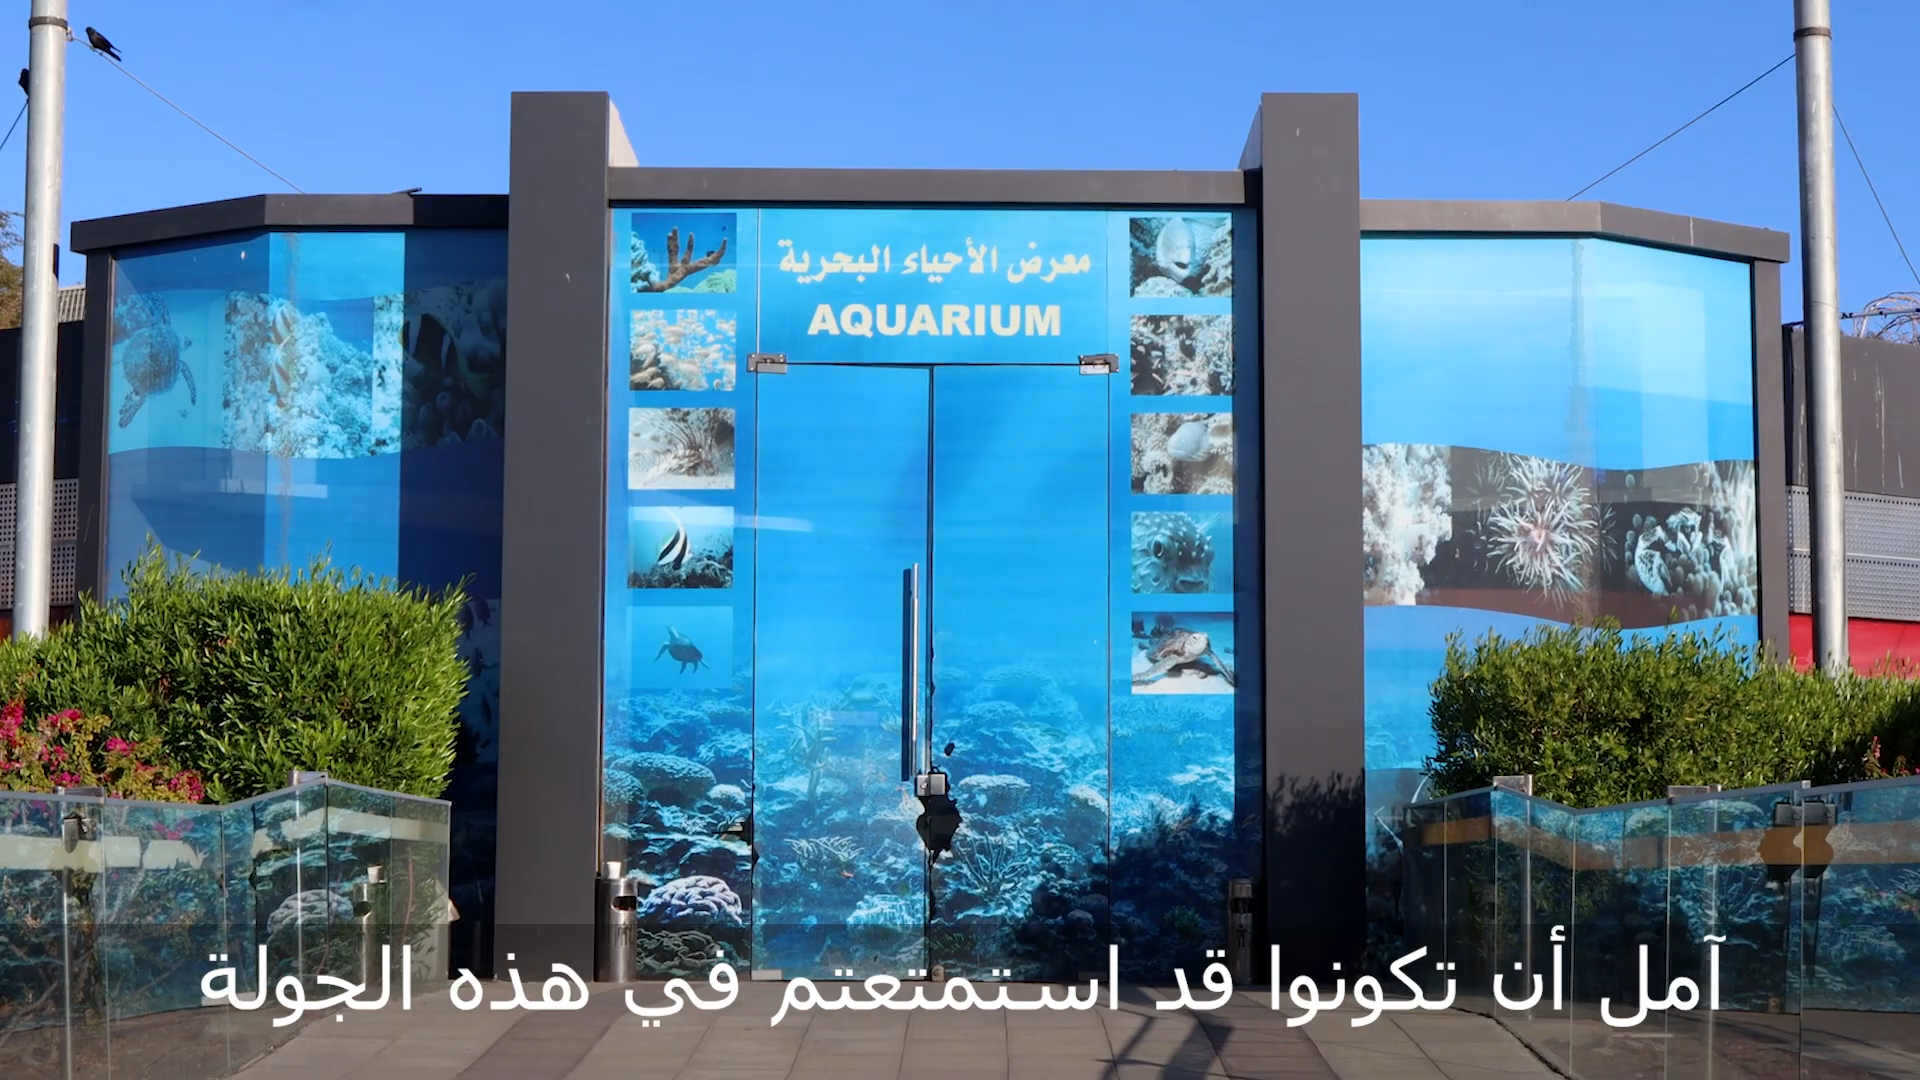 معرض الأحياء البحرية
AQUARIUM
آمل أن تكونوا قد استمتعتم في هذه الجولة